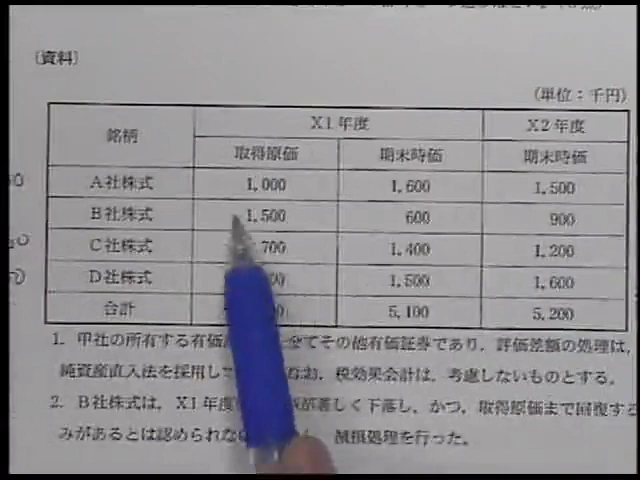 〔資料〕
(単位：千円)
銘柄 X1年度 X2年度
取得原価 期末時価 期末時価
A社株式 1,000 1,600 1,500
B社株式 1,500 600 900
C社株式 700 1,400 1,200
D社株式 1,500 1,600
合計 5,100 5,200
1. 甲社の所有する有価 全てその他有価証券であり，評価差額の処理は，
純資産直入法を採用して 税効果会計は，考慮しないものとする。
2. B社株式は，X1年度 が著しく下落し，かつ，取得原価まで回復する
みがあるとは認められな 減損処理を行った。